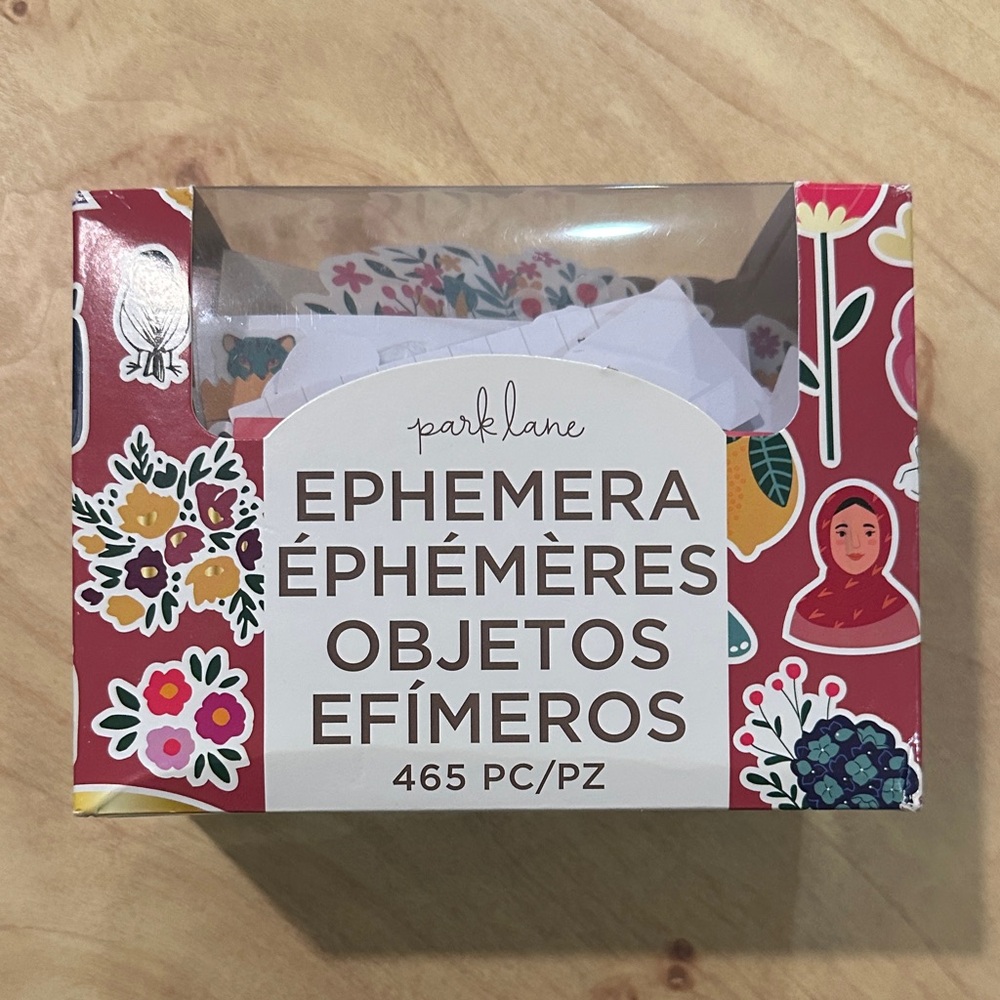 park lane
EPHEMERA
ÉPHÉMÈRES
OBJETOS
EFÍMEROS
465 PC/PZ